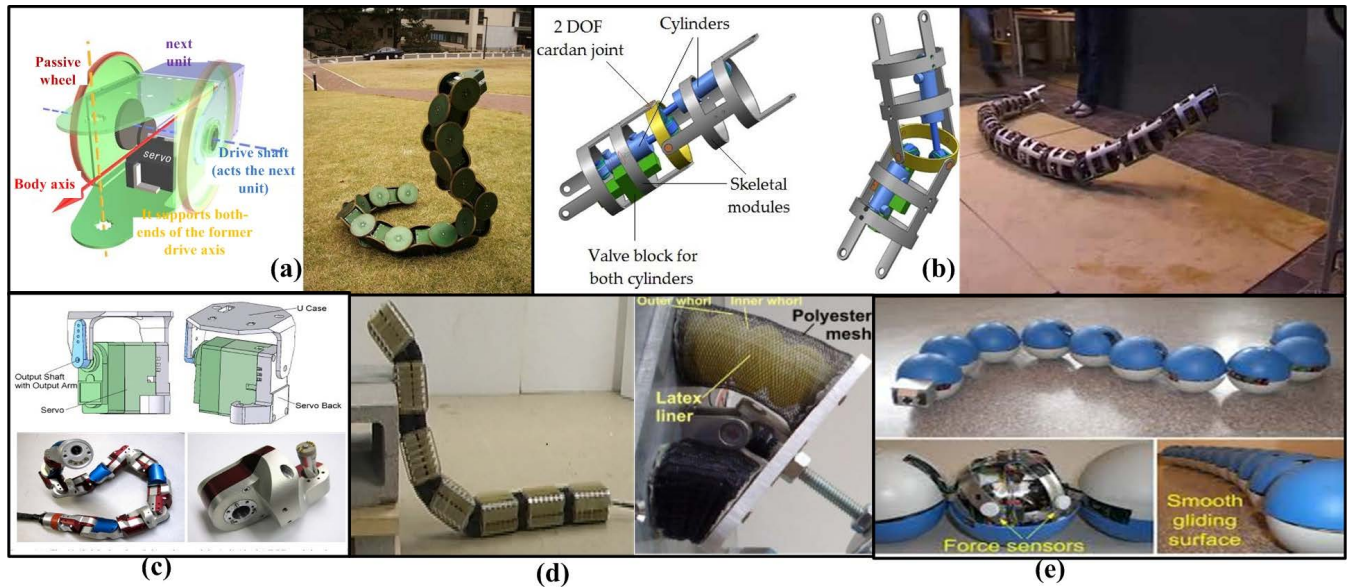 next
unit
Passive wheel
servo
Drive shaft
(acts the next
unit)
Body axis
It supports both-
ends of the former
drive axis
(a)
2 DOF
cardan joint
Cylinders
Skeletal
modules
Valve block for
both cylinders
(b)
U Case
Output Shaft
with Output Arm
Servo
Servo Back
(c)
Outer whorl
Inner whorl
Polyester
mesh
Latex
liner
(d)
Force sensors
Smooth
gliding
surface
(e)